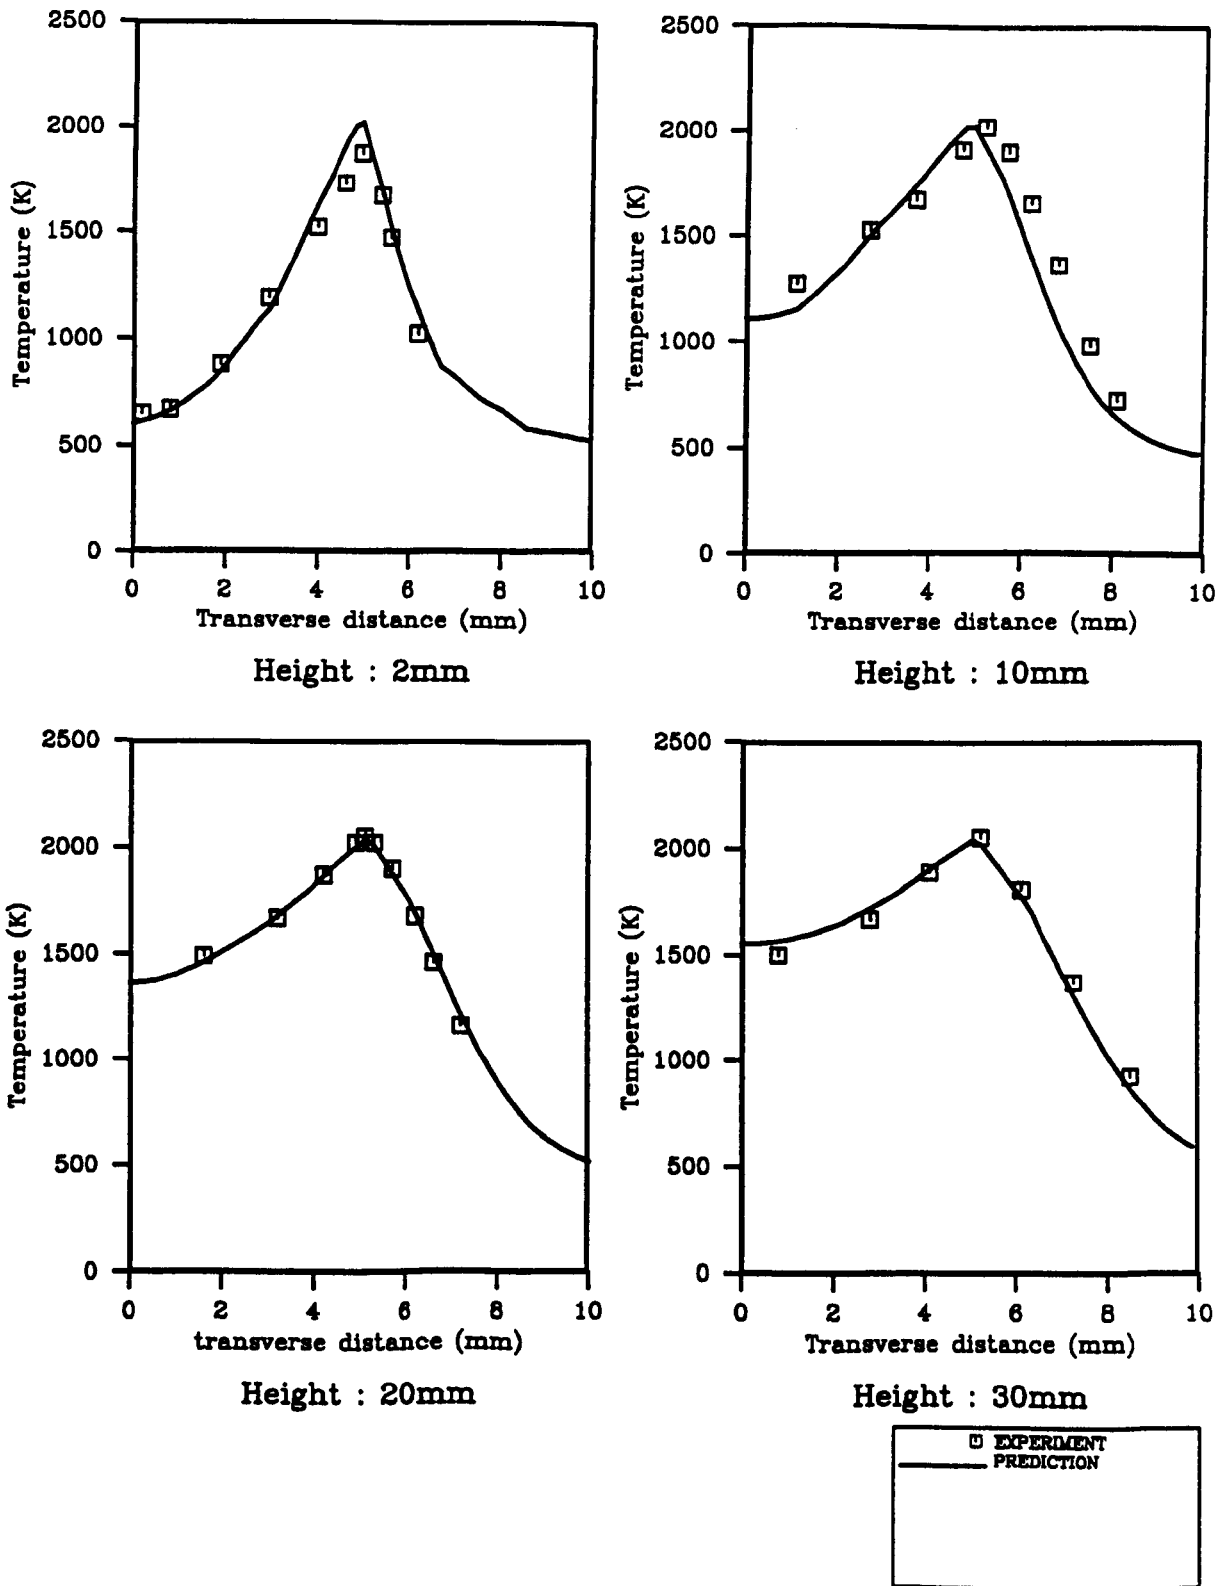 2500
2000
1500
1000
500
0
Temperature (K)
0 2 4 6 8 10
Transverse distance (mm)
Height : 2mm
2500
2000
1500
1000
500
0
Temperature (K)
0 2 4 6 8 10
Transverse distance (mm)
Height : 10mm
2500
2000
1500
1000
500
0
Temperature (K)
0 2 4 6 8 10
transverse distance (mm)
Height : 20mm
2500
2000
1500
1000
500
0
Temperature (K)
0 2 4 6 8 10
Transverse distance (mm)
Height : 30mm
EXPERIMENT
PREDICTION